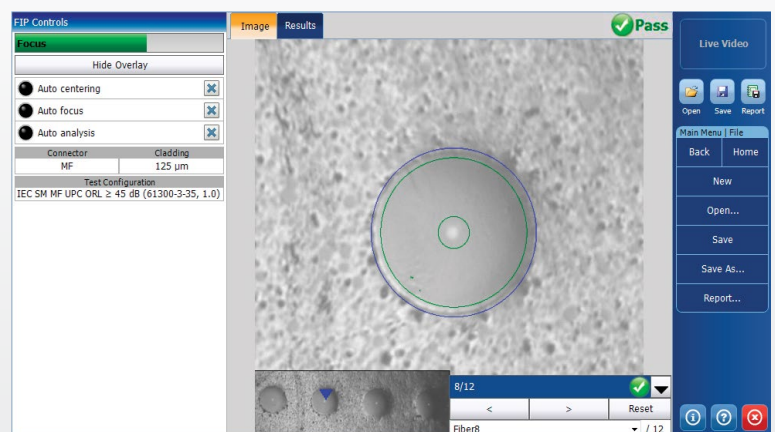 FIP Controls
Focus
Hide Overlay
Auto centering
Auto focus
Auto analysis
Connector
Cladding
MF
125 µm
Test Configuration
IEC SM MF UPC ORL ≥ 45 dB (61300-3-35, 1.0)
Image
Results
Pass
8/12
<
>
Reset
Fiber8
/ 12
Live Video
Open
Save
Report
Main Menu | File
Back
Home
New
Open...
Save
Save As...
Report...